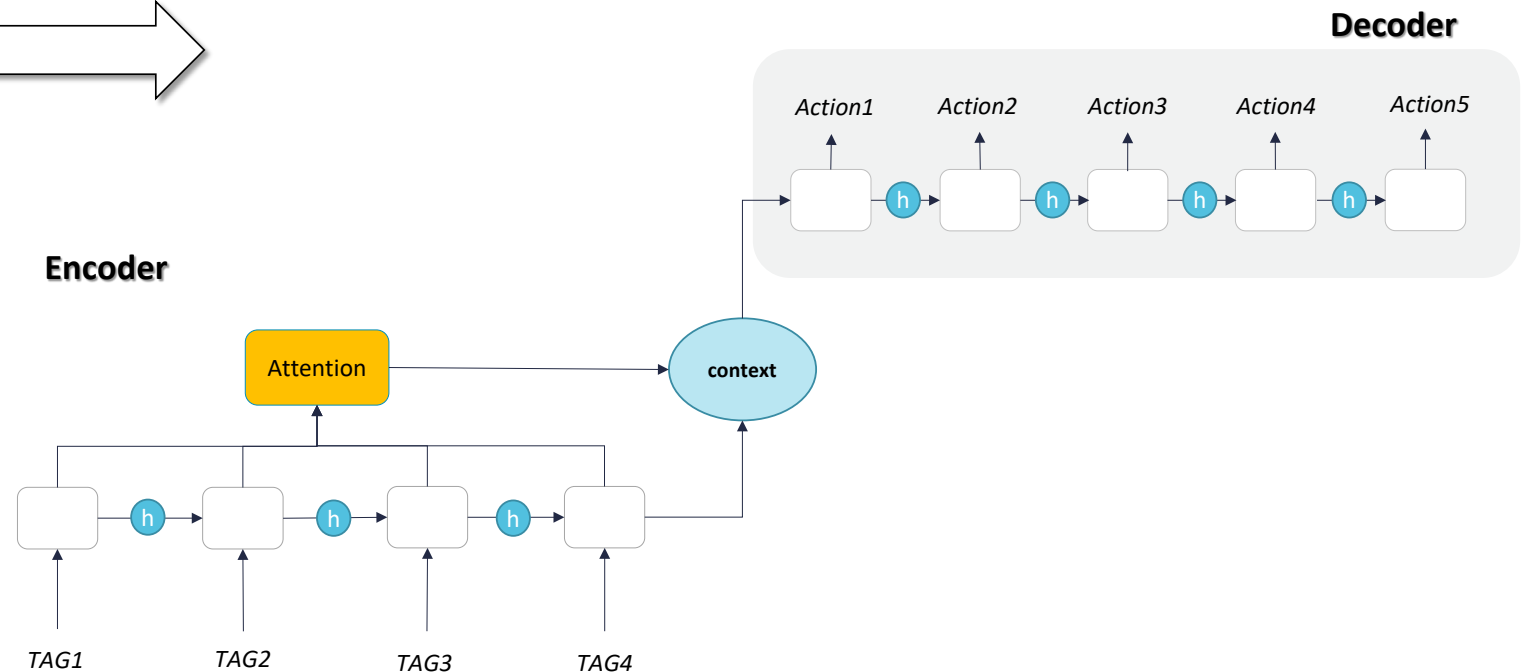 Decoder
Action1 Action2 Action3 Action4 Action5
h h h h
Encoder
Attention
context
h h h
TAG1 TAG2 TAG3 TAG4